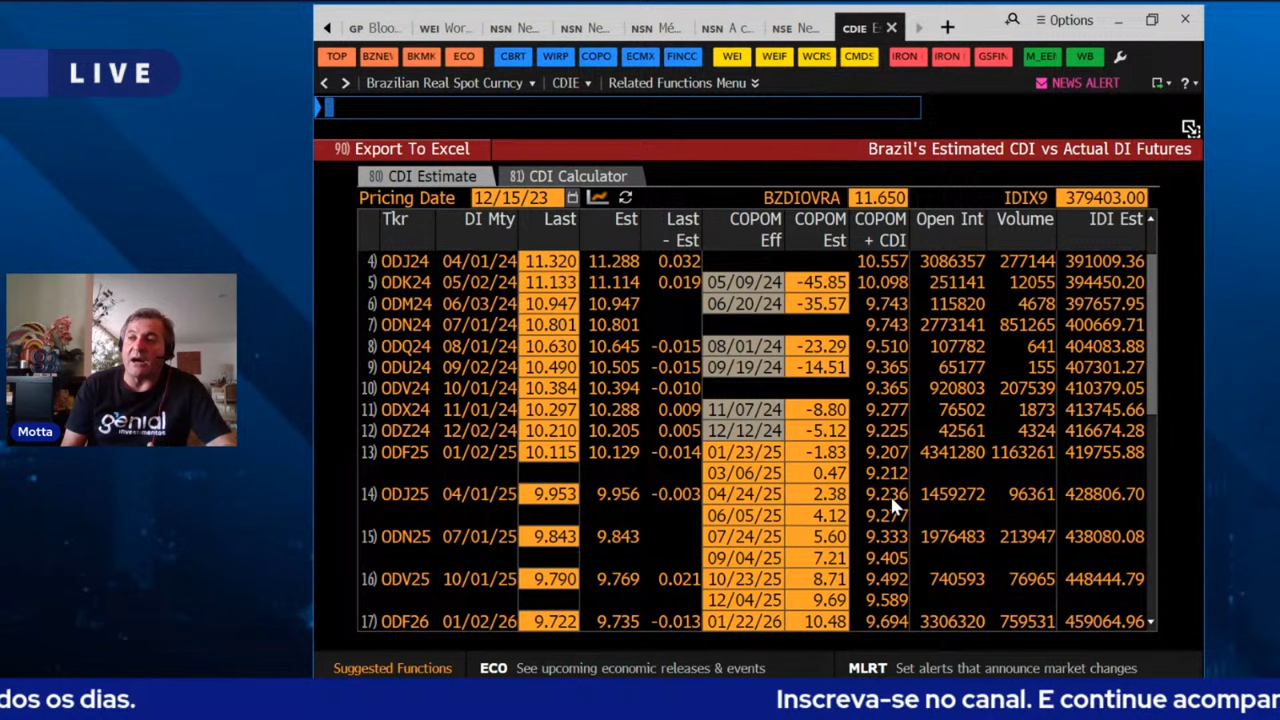 LIVE
GP Bloo...
WEI Wor...
NSN Ne...
NSN Ne...
NSN Mé...
NSN A c...
NSE Ne...
CDIE E
Options
TOP BZNE BKMK ECO CBRT WIRP COPO ECMX FINCC WEI WEIF WCRS CMDS IRON IRON GSFIN M_EE WB
Brazilian Real Spot Curncy CDIE Related Functions Menu NEWS ALERT ?
90) Export To Excel Brazil's Estimated CDI vs Actual DI Futures
80) CDI Estimate 81) CDI Calculator
Pricing Date 12/15/23 BZDIOVRA 11.650 IDIX9 379403.00
Tkr DI Mty Last Est Last COPOM COPOM COPOM Open Int Volume IDI Est
- Est Eff Est + CDI
4) ODJ24 04/01/24 11.320 11.288 0.032 10.557 3086357 277144 391009.36
5) ODK24 05/02/24 11.133 11.114 0.019 05/09/24 -45.85 10.098 251141 12055 394450.20
6) ODM24 06/03/24 10.947 10.947 06/20/24 -35.57 9.743 115820 4678 397657.95
7) ODN24 07/01/24 10.801 10.801 9.743 2773141 851265 400669.71
8) ODQ24 08/01/24 10.630 10.645 -0.015 08/01/24 -23.29 9.510 107782 641 404083.88
9) ODU24 09/02/24 10.490 10.505 -0.015 09/19/24 -14.51 9.365 65177 155 407301.27
10) ODV24 10/01/24 10.384 10.394 -0.010 9.365 920803 207539 410379.05
11) ODX24 11/01/24 10.297 10.288 0.009 11/07/24 -8.80 9.277 76502 1873 413745.66
12) ODZ24 12/02/24 10.210 10.205 0.005 12/12/24 -5.12 9.225 42561 4324 416674.28
13) ODF25 01/02/25 10.115 10.129 -0.014 01/23/25 -1.83 9.207 4341280 1163261 419755.88
03/06/25 0.47 9.212
14) ODJ25 04/01/25 9.953 9.956 -0.003 04/24/25 2.38 9.236 1459272 96361 428806.70
06/05/25 4.12 9.277
15) ODN25 07/01/25 9.843 9.843 07/24/25 5.60 9.333 1976483 213947 438080.08
09/04/25 7.21 9.405
16) ODV25 10/01/25 9.790 9.769 0.021 10/23/25 8.71 9.492 740593 76965 448444.79
12/04/25 9.69 9.589
17) ODF26 01/02/26 9.722 9.735 -0.013 01/22/26 10.48 9.694 3306320 759531 459064.96
genial
investimentos
Motta
Suggested Functions ECO See upcoming economic releases & events MLRT Set alerts that announce market changes
dos os dias. Inscreva-se no canal. E continue acompar